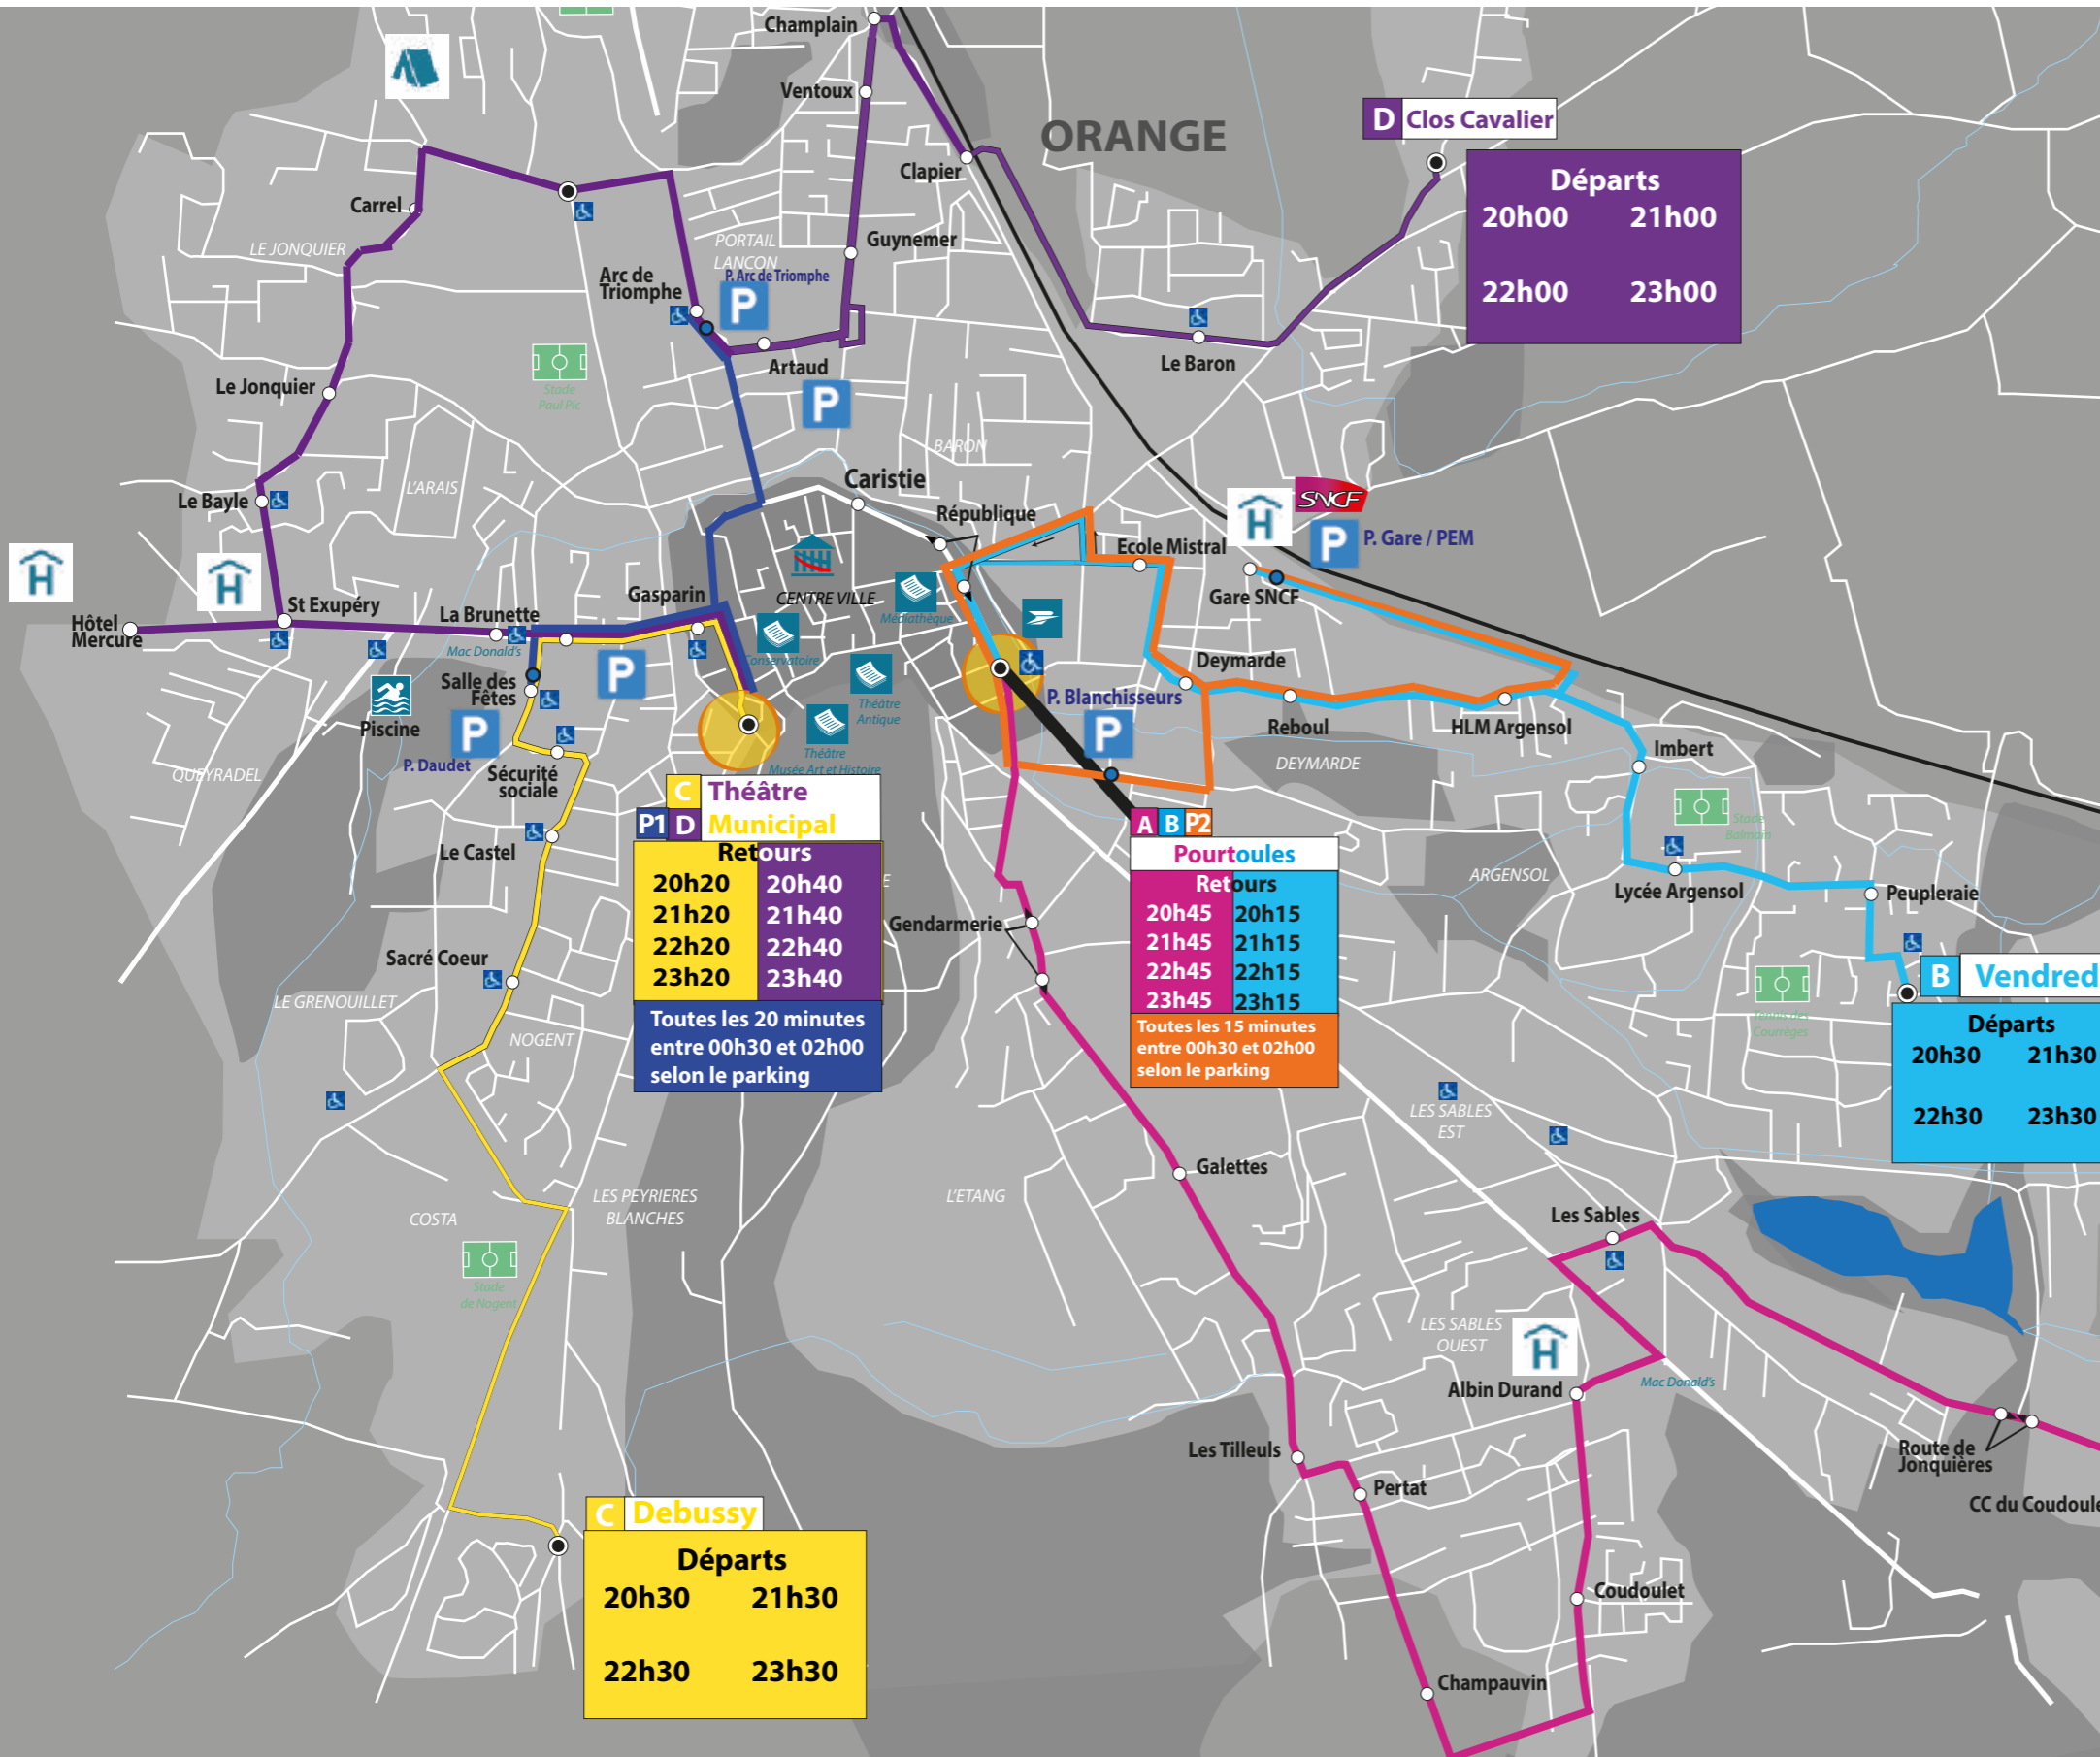 Champlain
Ventoux
ORANGE
D Clos Cavalier
Clapier
Départs
20h00 21h00
22h00 23h00
Carrel
LE JONQUIER
PORTAIL
LANCON
P. Arc de Triomphe
Guynemer
Arc de
Triomphe
P
Le Baron
Artaud
Le Jonquier
Stade
Paul Pic
P
BARON
L'ARAIS
Caristie
Le Bayle
République
SNCF
H
P
P. Gare / PEM
Ecole Mistral
H
H
Gare SNCF
Gasparin
CENTRE VILLE
Médiathèque
St Exupéry
La Brunette
Hôtel
Mercure
Mac Donald's
Conservatoire
Deymarde
Salle des
Fêtes
P
Théâtre
Antique
P. Blanchisseurs
Piscine
P
P
Reboul
HLM Argensol
Imbert
P. Daudet
Théâtre
Musée Art et Histoire
QUEYRADEL
Sécurité
sociale
DEYMARDE
C Théâtre
P1 D Municipal
Retours
20h20 20h40
21h20 21h40
22h20 22h40
23h20 23h40
Toutes les 20 minutes
entre 00h30 et 02h00
selon le parking
A B P2
Pourtoules
Retours
20h45 20h15
21h45 21h15
22h45 22h15
23h45 23h15
Toutes les 15 minutes
entre 00h30 et 02h00
selon le parking
Stade
Balmain
Le Castel
E
ARGENSOL
Lycée Argensol
Peupleraie
Gendarmerie
Sacré Coeur
B Vendred
LE GRENOUILLET
Tennis des
Courrèges
Départs
20h30 21h30
22h30 23h30
NOGENT
LES SABLES
EST
Galettes
LES PEYRIERES
BLANCHES
L'ETANG
COSTA
Les Sables
Stade
de Nogent
LES SABLES
OUEST
H
Albin Durand
Mac Donald's
Les Tilleuls
Route de
Jonquières
Pertat
CC du Coudoule
C Debussy
Départs
20h30 21h30
22h30 23h30
Coudoulet
Champauvin